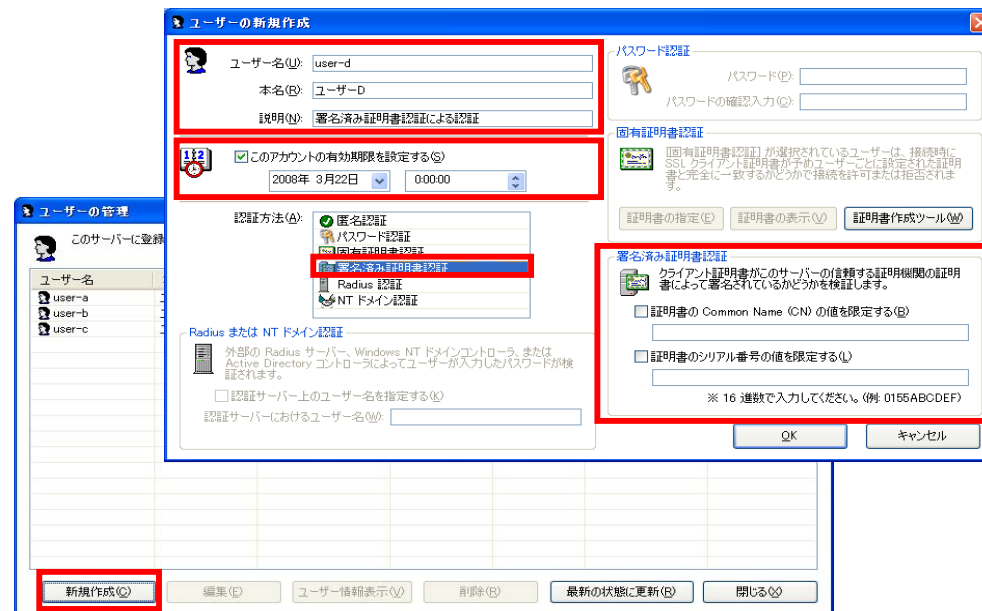 ユーザーの新規作成
ユーザー名(U): user-d
本名(R): ユーザーD
説明(N): 署名済み証明書認証による認証
このアカウントの有効期限を設定する(S)
2008年 3月22日 0:00:00
認証方法(A):
匿名認証
パスワード認証
固有証明書認証
署名済み証明書認証
Radius 認証
NT ドメイン認証
Radius または NT ドメイン認証
外部の Radius サーバー、Windows NT ドメインコントローラ、または
Active Directory コントローラによってユーザーが入力したパスワードが検
証されます。
認証サーバー上のユーザー名を指定する(K)
認証サーバーにおけるユーザー名(W):
パスワード認証
パスワード(P):
パスワードの確認入力(C):
固有証明書認証
[固有証明書認証] が選択されているユーザーは、接続時に
SSL クライアント証明書が予めユーザーごとに設定された証明
書と完全に一致するかどうかで接続を許可または拒否されま
す。
証明書の指定(E) 証明書の表示(V) 証明書作成ツール(W)
署名済み証明書認証
クライアント証明書がこのサーバーの信頼する証明機関の証明
書によって署名されているかどうかを検証します。
証明書の Common Name (CN) の値を限定する(B)
証明書のシリアル番号の値を限定する(L)
※ 16 進数で入力してください。(例: 0155ABCDEF)
OK キャンセル
ユーザーの管理
このサーバーに登録
ユーザー名
user-a
user-b
user-c
新規作成(C) 編集(E) ユーザー情報表示(V) 削除(R) 最新の状態に更新(R) 閉じる(X)